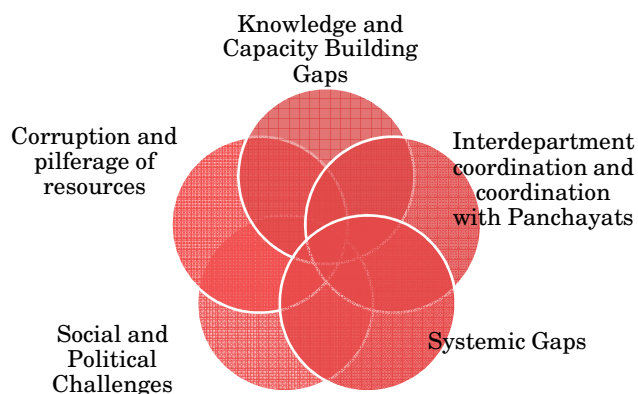 Knowledge and
Capacity Building
Gaps
Corruption and
pilferage of
resources
Interdepartment
coordination and
coordination
with Panchayats
Social and
Political
Challenges
Systemic Gaps